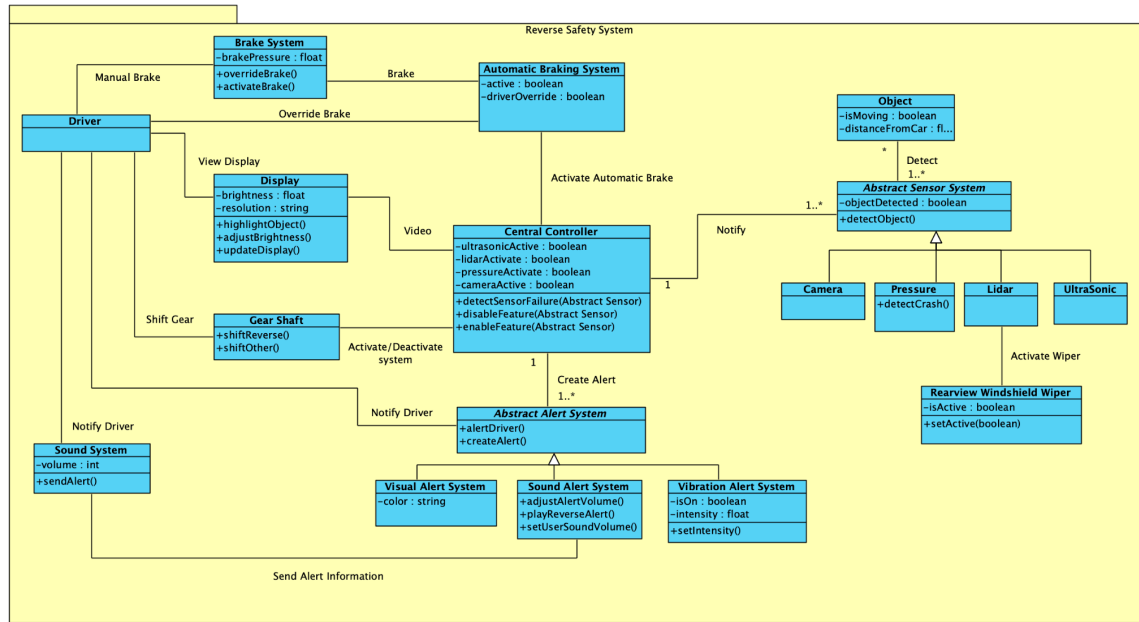 Reverse Safety System
Brake System
-brakePressure : float
+overrideBrake()
+activateBrake()
Manual Brake
Brake
Automatic Braking System
-active : boolean
-driverOverride : boolean
Override Brake
Driver
Object
-isMoving : boolean
-distanceFromCar : fl...
*
Detect
1..*
View Display
Display
-brightness : float
-resolution : string
+highlightObject()
+adjustBrightness()
+updateDisplay()
Video
Activate Automatic Brake
Abstract Sensor System
-objectDetected : boolean
+detectObject()
1..*
Notify
1
Central Controller
-ultrasonicActive : boolean
-lidarActivate : boolean
-pressureActivate : boolean
-cameraActive : boolean
+detectSensorFailure(Abstract Sensor)
+disableFeature(Abstract Sensor)
+enableFeature(Abstract Sensor)
Camera
Pressure
+detectCrash()
Lidar
UltraSonic
Shift Gear
Gear Shaft
+shiftReverse()
+shiftOther()
Activate/Deactivate
system
Activate Wiper
Rearview Windshield Wiper
-isActive : boolean
+setActive(boolean)
1
Create Alert
1..*
Notify Driver
Abstract Alert System
+alertDriver()
+createAlert()
Notify Driver
Sound System
-volume : int
+sendAlert()
Visual Alert System
-color : string
Sound Alert System
+adjustAlertVolume()
+playReverseAlert()
+setUserSoundVolume()
Vibration Alert System
-isOn : boolean
-intensity : float
+setIntensity()
Send Alert Information